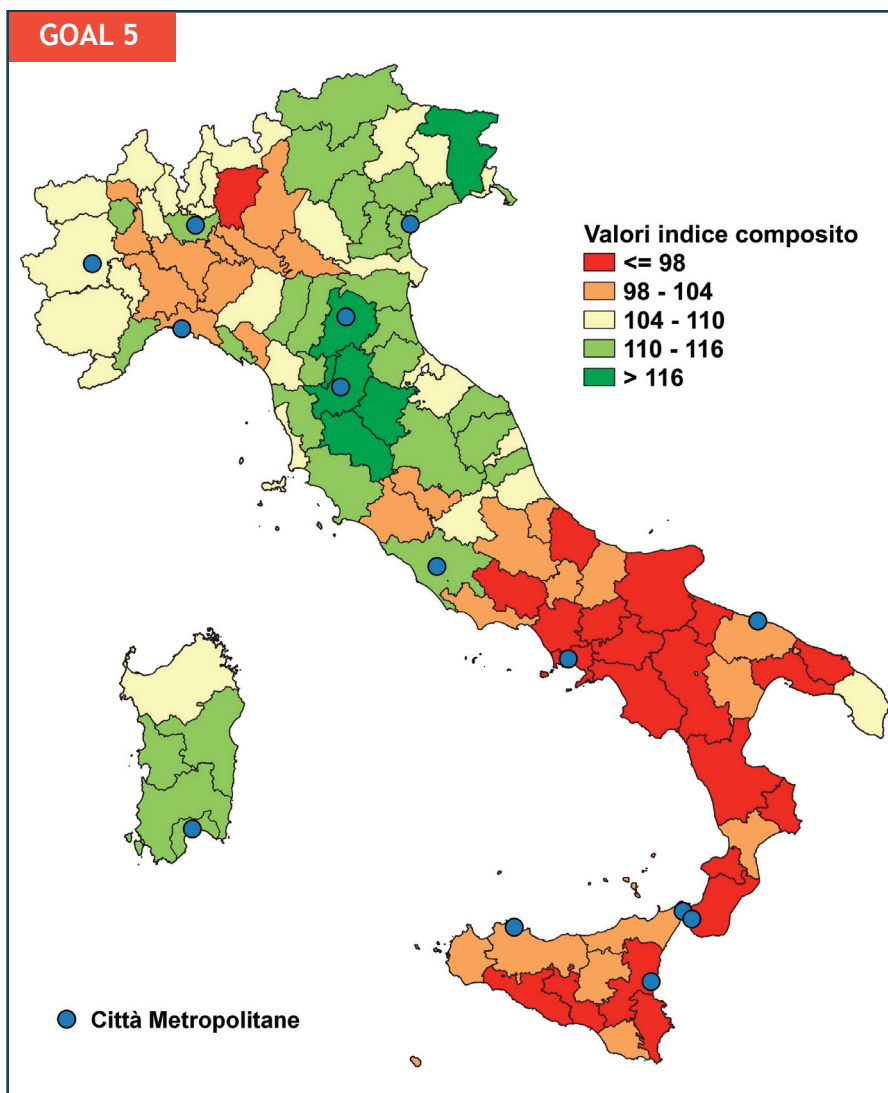 GOAL 5
Valori indice composito
<= 98
98 - 104
104 - 110
110 - 116
> 116
Città Metropolitane